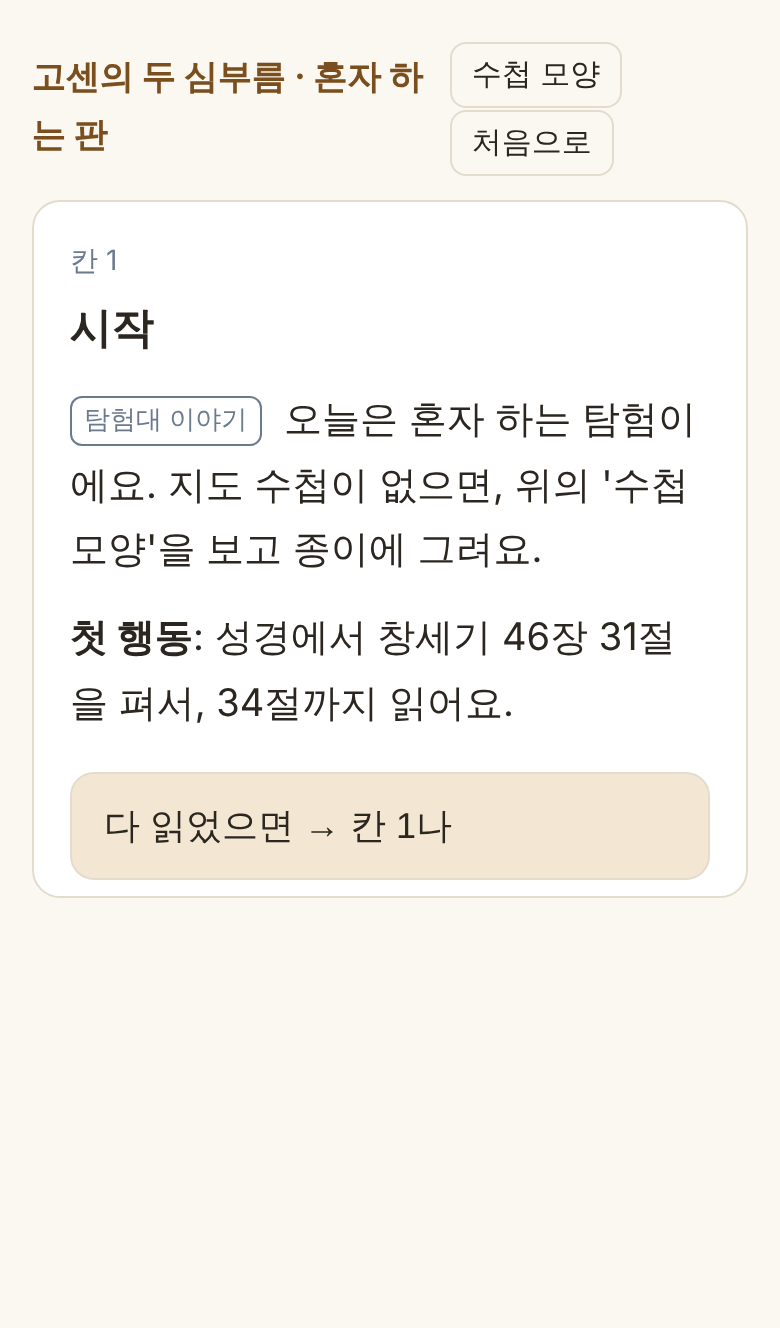 고센의 두 심부름 · 혼자 하
는 판
수첩 모양
처음으로
칸 1
시작
탐험대 이야기 오늘은 혼자 하는 탐험이
에요. 지도 수첩이 없으면, 위의 '수첩
모양'을 보고 종이에 그려요.
첫 행동: 성경에서 창세기 46장 31절
을 펴서, 34절까지 읽어요.
다 읽었으면 → 칸 1나